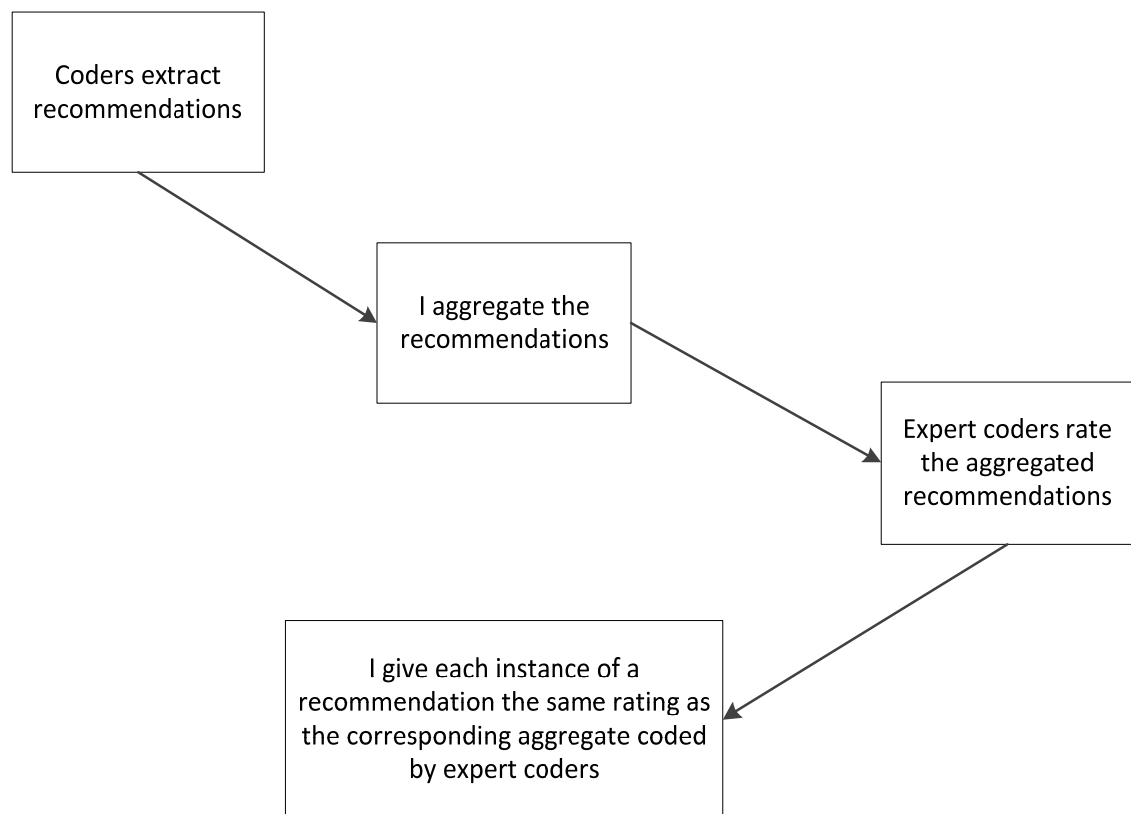 Coders extract
recommendations
I aggregate the
recommendations
Expert coders rate
the aggregated
recommendations
I give each instance of a
recommendation the same rating as
the corresponding aggregate coded
by expert coders